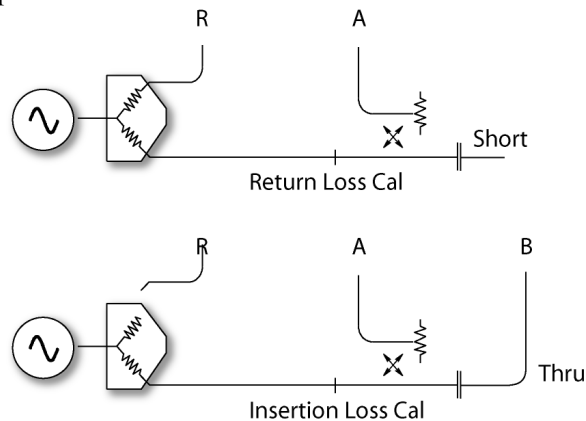 R A
Short
Return Loss Cal
R A B
Thru
Insertion Loss Cal